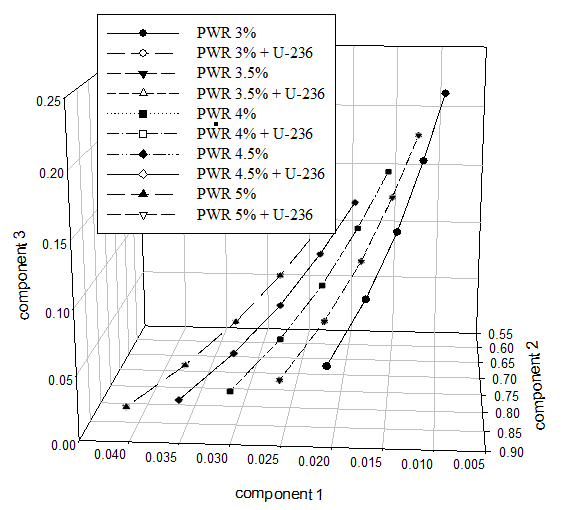 PWR 3%
PWR 3% + U-236
PWR 3.5%
PWR 3.5% + U-236
PWR 4%
PWR 4% + U-236
PWR 4.5%
PWR 4.5% + U-236
PWR 5%
PWR 5% + U-236
0.25
0.20
0.15
0.10
0.05
0.00
component 3
0.55
0.60
0.65
0.70
0.75
0.80
0.85
0.90
component 2
0.040 0.035 0.030 0.025 0.020 0.015 0.010 0.005
component 1